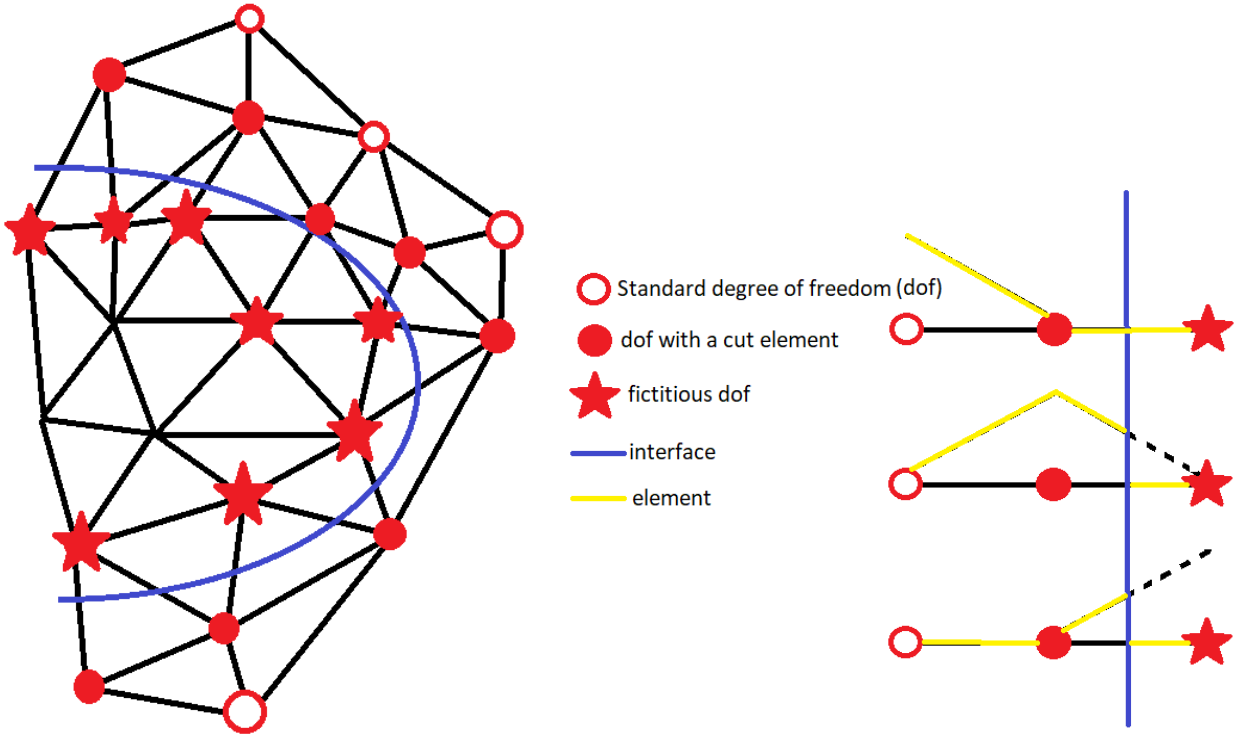 Standard degree of freedom (dof)
dof with a cut element
fictitious dof
interface
element